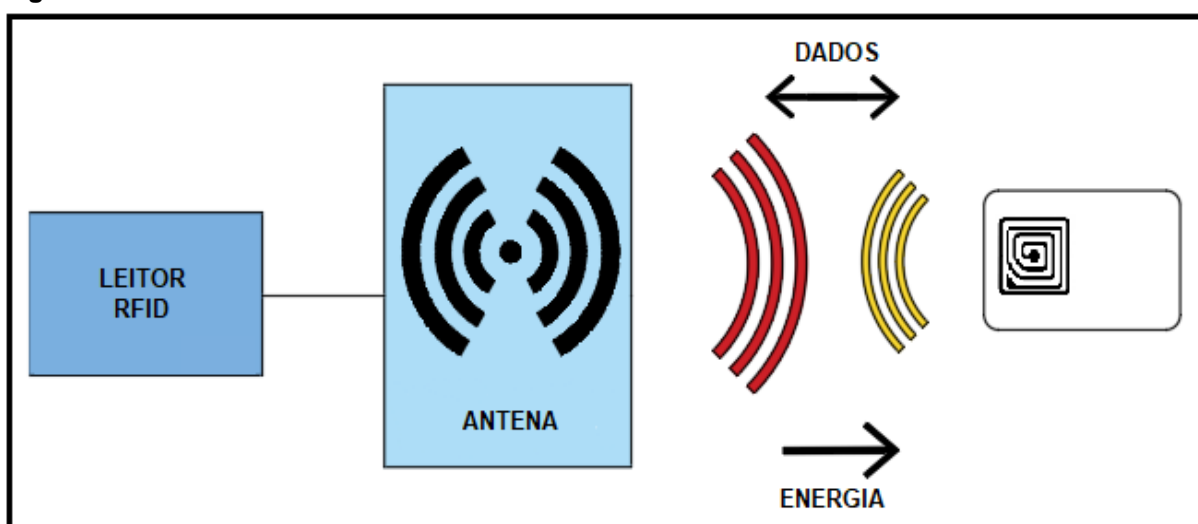 DADOS
LEITOR
RFID
ANTENA
ENERGIA